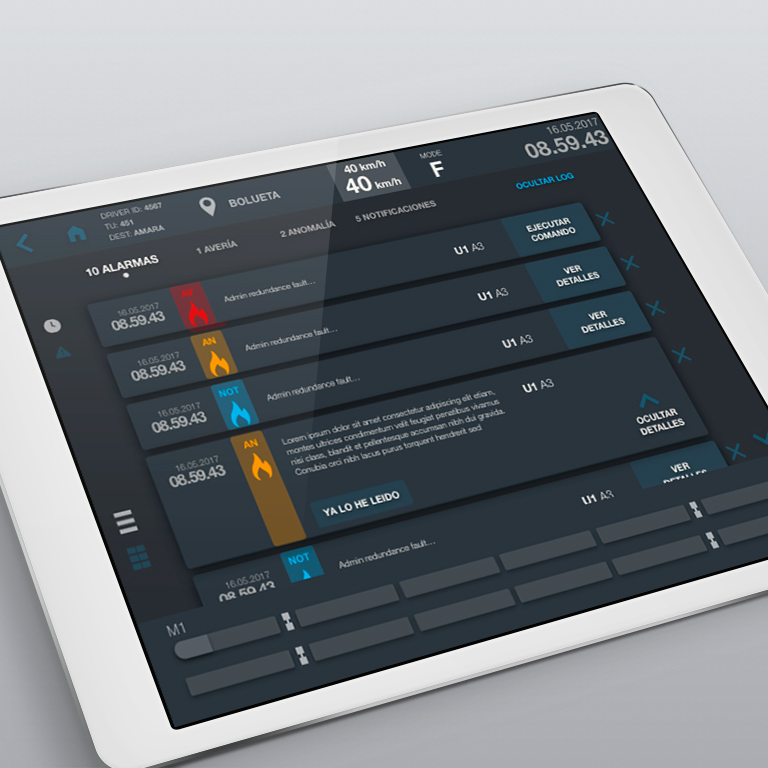 16.05.2017
08.59.43
DRIVER ID: 4567
TU: 451
DEST: AMARA
BOLUETA
40 km/h
40 km/h
MODE
F
OCULTAR LOG
10 ALARMAS
1 AVERÍA
2 ANOMALÍA
5 NOTIFICACIONES
16.05.2017
08.59.43
Admin redundance fault...
U1 A3
EJECUTAR
COMANDO
16.05.2017
08.59.43
AN
Admin redundance fault...
U1 A3
VER
DETALLES
16.05.2017
08.59.43
NOT
Admin redundance fault...
U1 A3
VER
DETALLES
16.05.2017
08.59.43
AN
Lorem ipsum dolor sit amet consectetur adipiscing elit etiam,
montes ultrices condimentum velit feugiat penatibus vivamus
nisi class, blandit et pellentesque accumsan nibh dui gravida.
Conubia orci nibh lacus purus torquent hendrerit sed
YA LO HE LEIDO
U1 A3
OCULTAR
DETALLES
16.05.2017
08.59.43
NOT
Admin redundance fault...
U1 A3
VER
DETALLES
M1